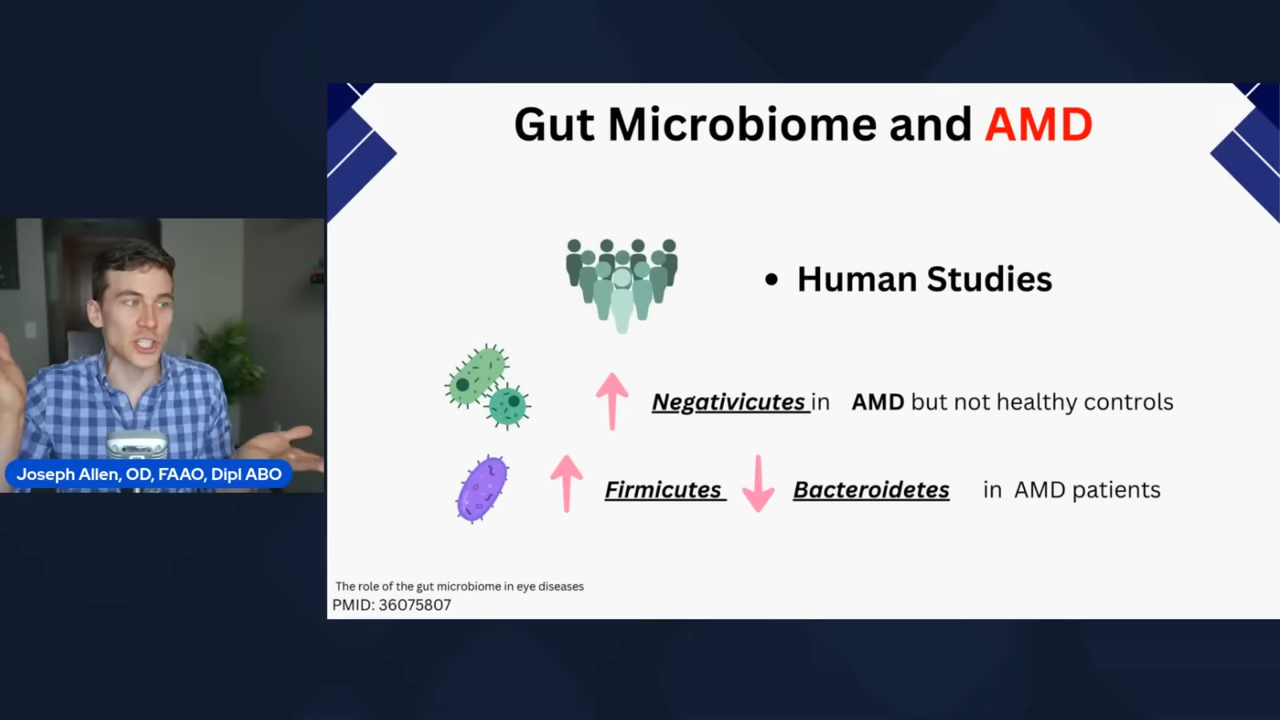 Gut Microbiome and AMD
• Human Studies
Negativicutes in AMD but not healthy controls
Firmicutes Bacteroidetes in AMD patients
The role of the gut microbiome in eye diseases
PMID: 36075807
Joseph Allen, OD, FAAO, Dipl ABO